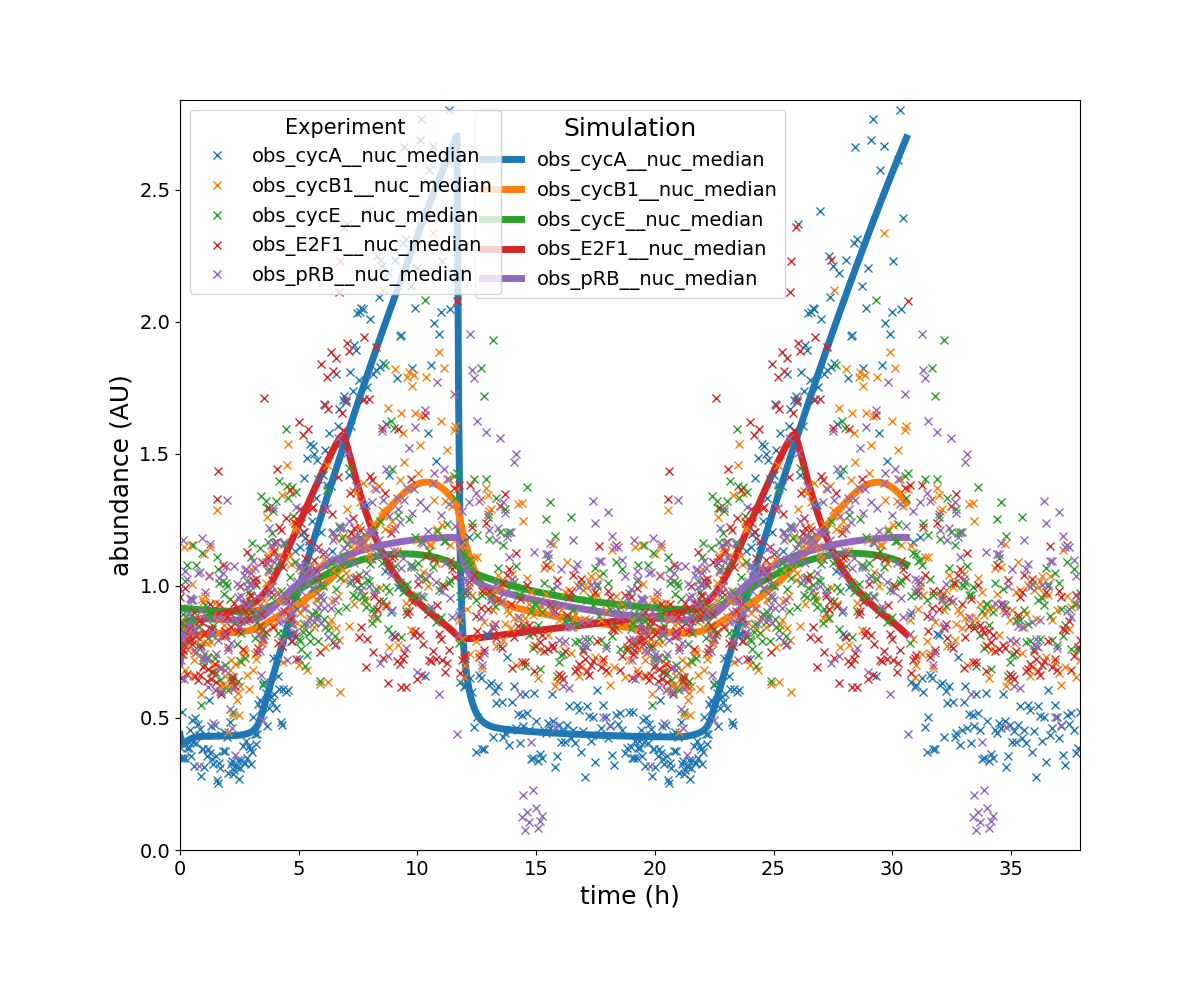 Experiment
obs_cycA__nuc_median
obs_cycB1__nuc_median
obs_cycE__nuc_median
obs_E2F1__nuc_median
obs_pRB__nuc_median
Simulation
obs_cycA__nuc_median
obs_cycB1__nuc_median
obs_cycE__nuc_median
obs_E2F1__nuc_median
obs_pRB__nuc_median
abundance (AU)
2.5
2.0
1.5
1.0
0.5
0.0
0 5 10 15 20 25 30 35
time (h)